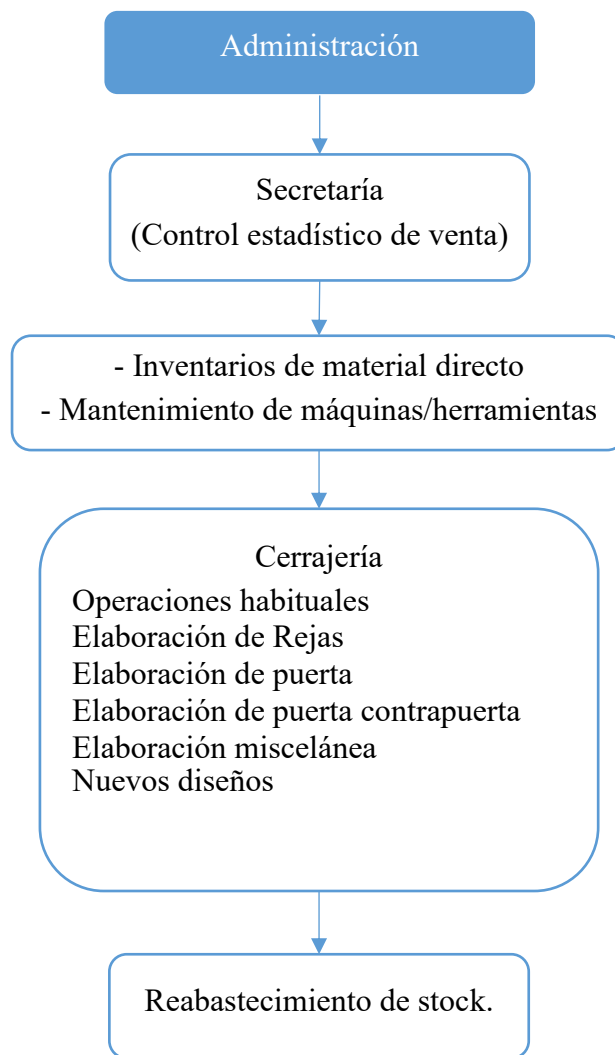 Administración
Secretaría
(Control estadístico de venta)
- Inventarios de material directo
- Mantenimiento de máquinas/herramientas
Cerrajería
Operaciones habituales
Elaboración de Rejas
Elaboración de puerta
Elaboración de puerta contrapuerta
Elaboración miscelánea
Nuevos diseños
Reabastecimiento de stock.